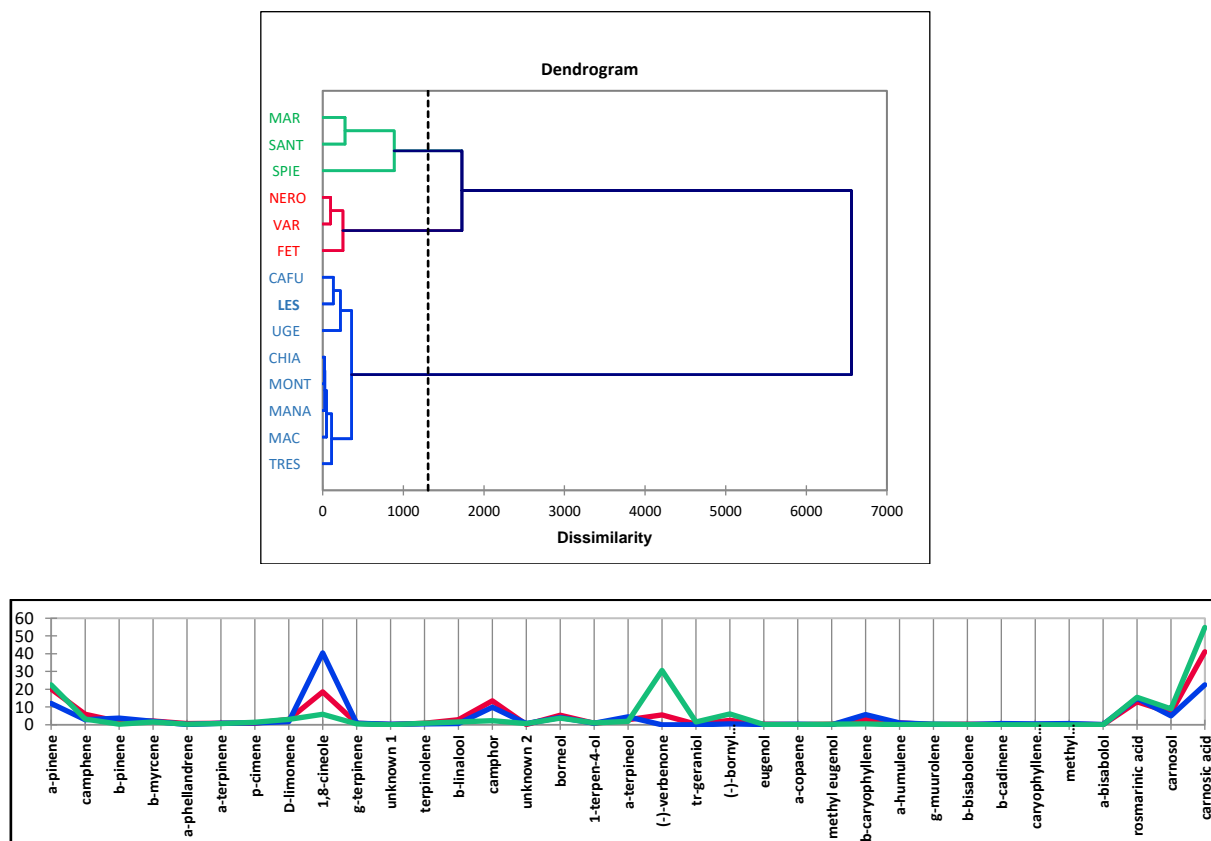 Dendrogram
MAR
SANT
SPIE
NERO
VAR
FET
CAFU
LES
UGE
CHIA
MONT
MANA
MAC
TRES
0 1000 2000 3000 4000 5000 6000 7000
Dissimilarity
60
50
40
30
20
10
0
a-pinene
camphene
b-pinene
b-myrcene
a-phellandrene
a-terpinene
p-cimene
D-limonene
1,8-cineole
g-terpinene
unknown 1
terpinolene
b-linalool
camphor
unknown 2
borneol
1-terpen-4-ol
a-terpineol
(-)-verbenone
tr-geraniol
(-)-borny…
eugenol
a-copaene
methyl eugenol
b-caryophyllene
a-humulene
g-muurolene
b-bisabolene
b-cadinene
caryophyllene…
methyl…
a-bisabolol
rosmarinic acid
carnosol
carnosic acid